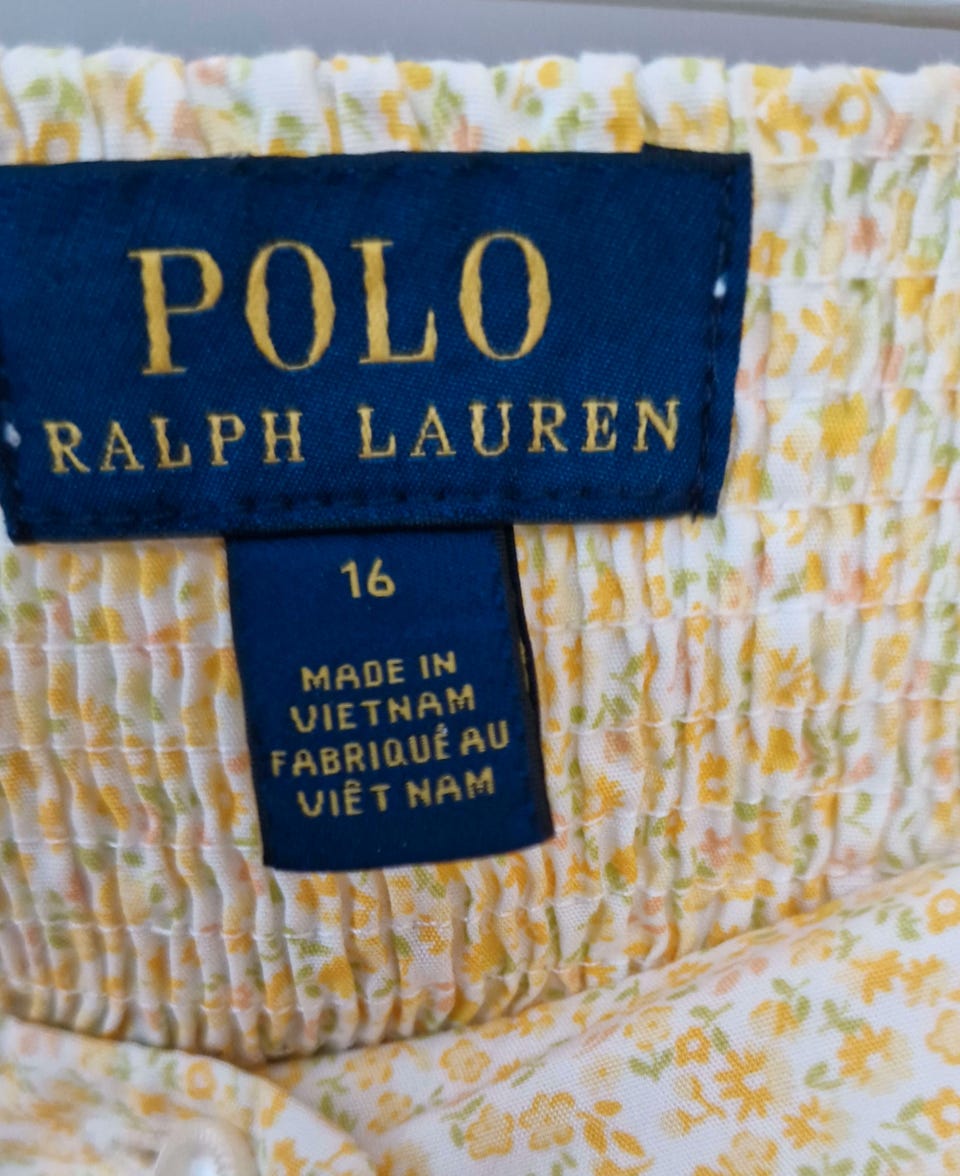 POLO
RALPH LAUREN
16
MADE IN
VIETNAM
FABRIQUÉ AU
VIÊT NAM